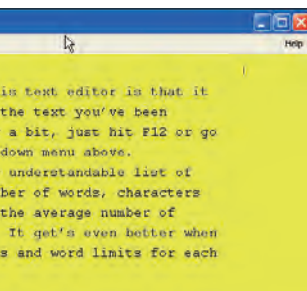 Help
is text editor is that it
the text you've been
a bit, just hit F12 or go
down menu above.
understandable list of
ber of words, characters
the average number of
It get's even better when
s and word limits for each